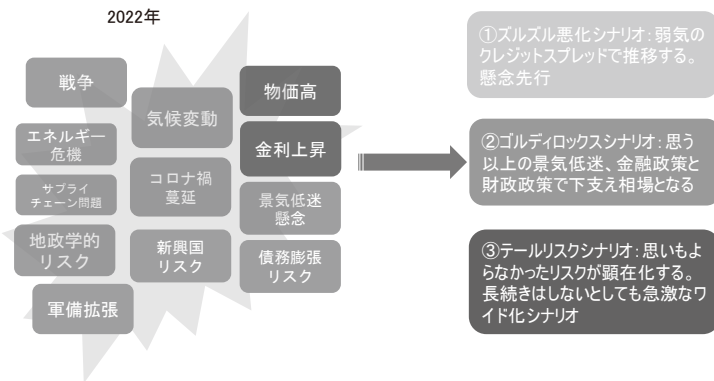 2022年
戦争
エネルギー
危機
サプライ
チェーン問題
地政学的
リスク
軍備拡張
気候変動
コロナ禍
蔓延
新興国
リスク
物価高
金利上昇
景気低迷
懸念
債務膨張
リスク
①ズルズル悪化シナリオ：弱気の
クレジットスプレッドで推移する。
懸念先行
②ゴルディロックスシナリオ：思う
以上の景気低迷、金融政策と
財政政策で下支え相場となる
③テールリスクシナリオ：思いもよ
らなかったリスクが顕在化する。
長続きはしないとしても急激なワ
イド化シナリオ